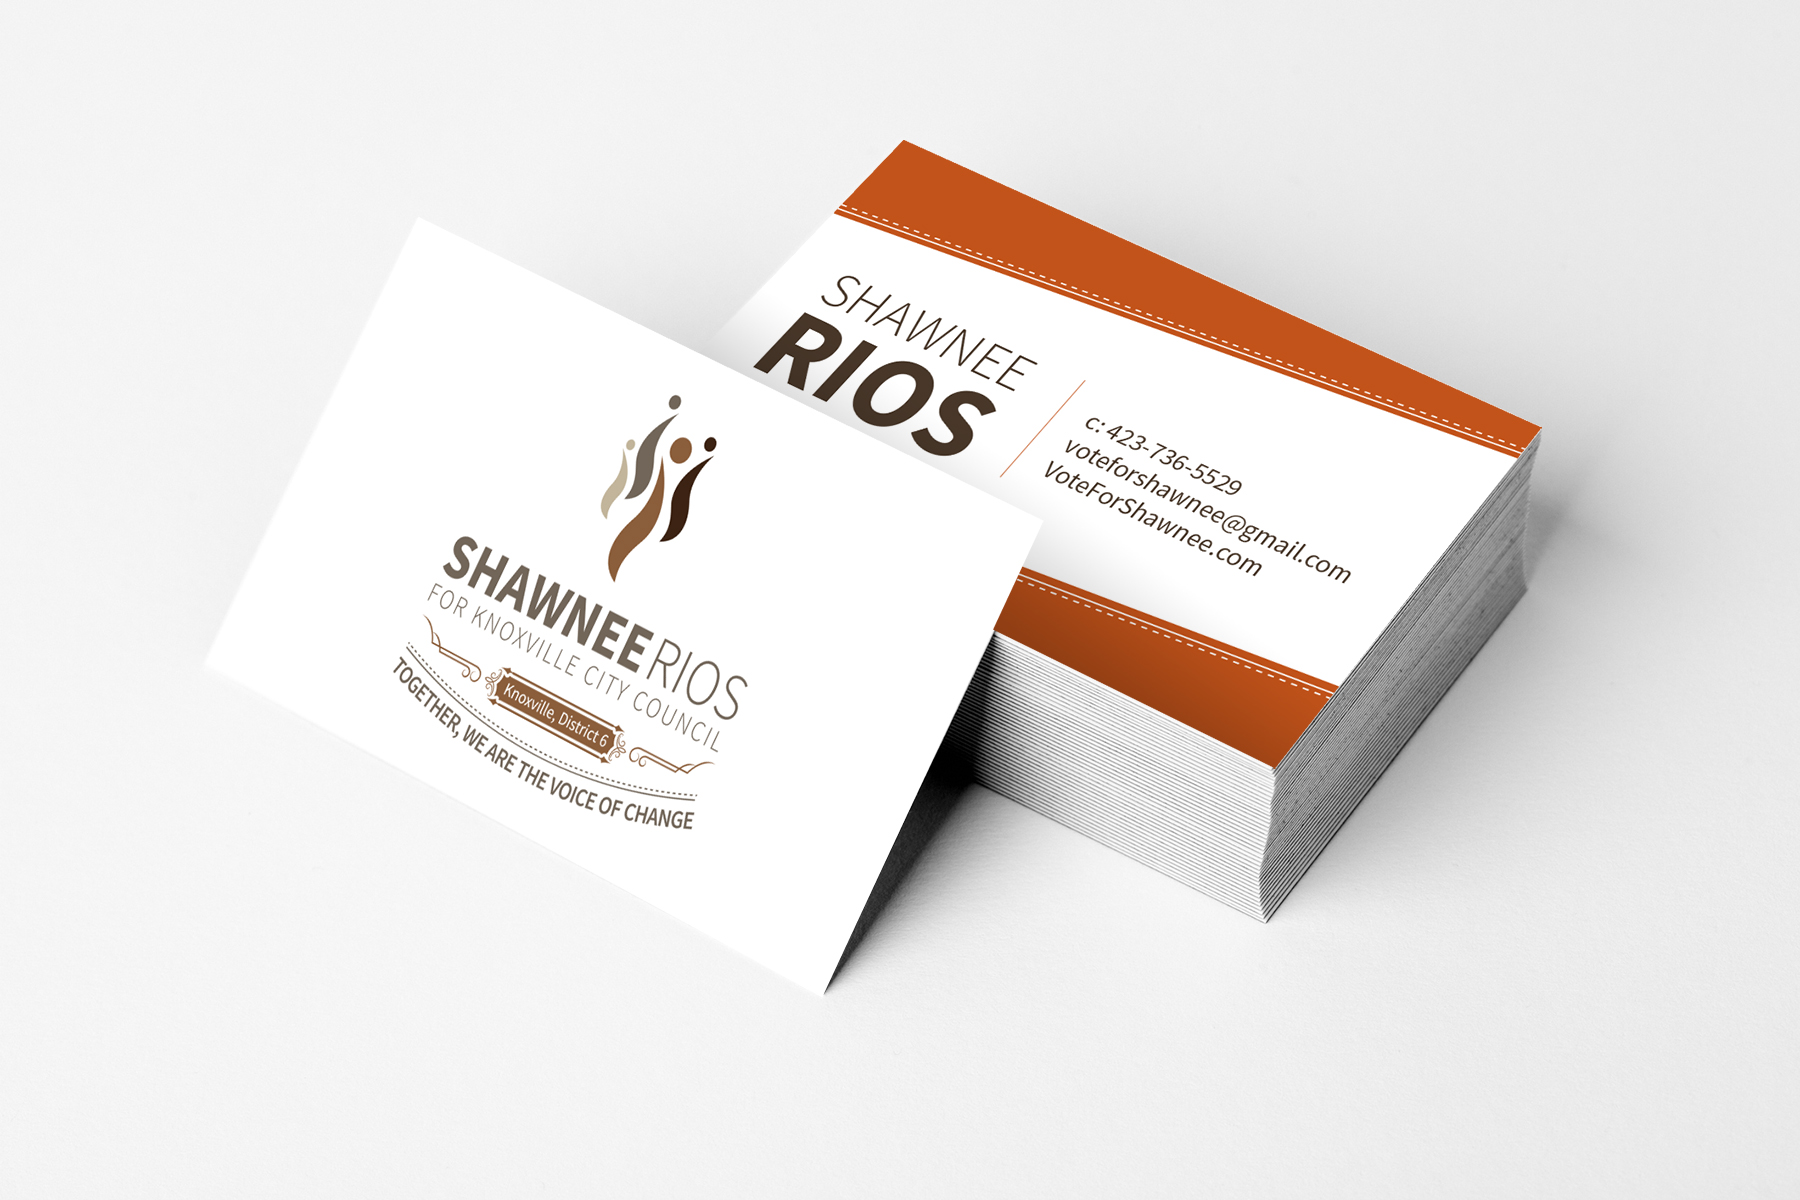 SHAWNEE
RIOS
c: 423-736-5529
voteforshawnee@gmail.com
VoteForShawnee.com
SHAWNEE RIOS
FOR KNOXVILLE CITY COUNCIL
Knoxville, District 6
TOGETHER, WE ARE THE VOICE OF CHANGE